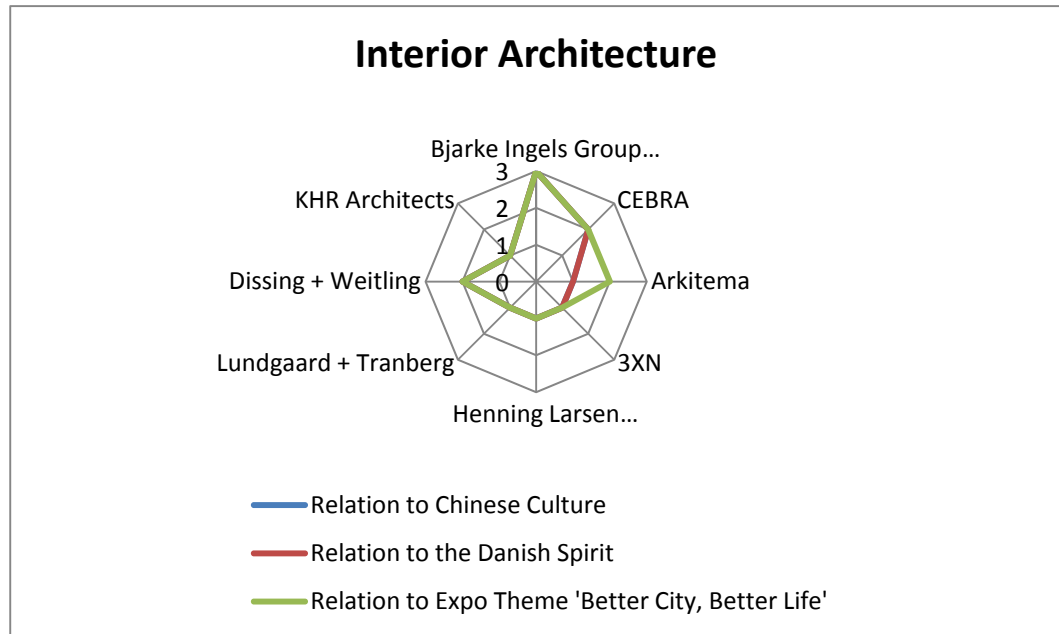 Interior Architecture
Bjarke Ingels Group...
3
KHR Architects
CEBRA
2
1
Dissing + Weitling
0
Arkitema
Lundgaard + Tranberg
3XN
Henning Larsen...
Relation to Chinese Culture
Relation to the Danish Spirit
Relation to Expo Theme 'Better City, Better Life'